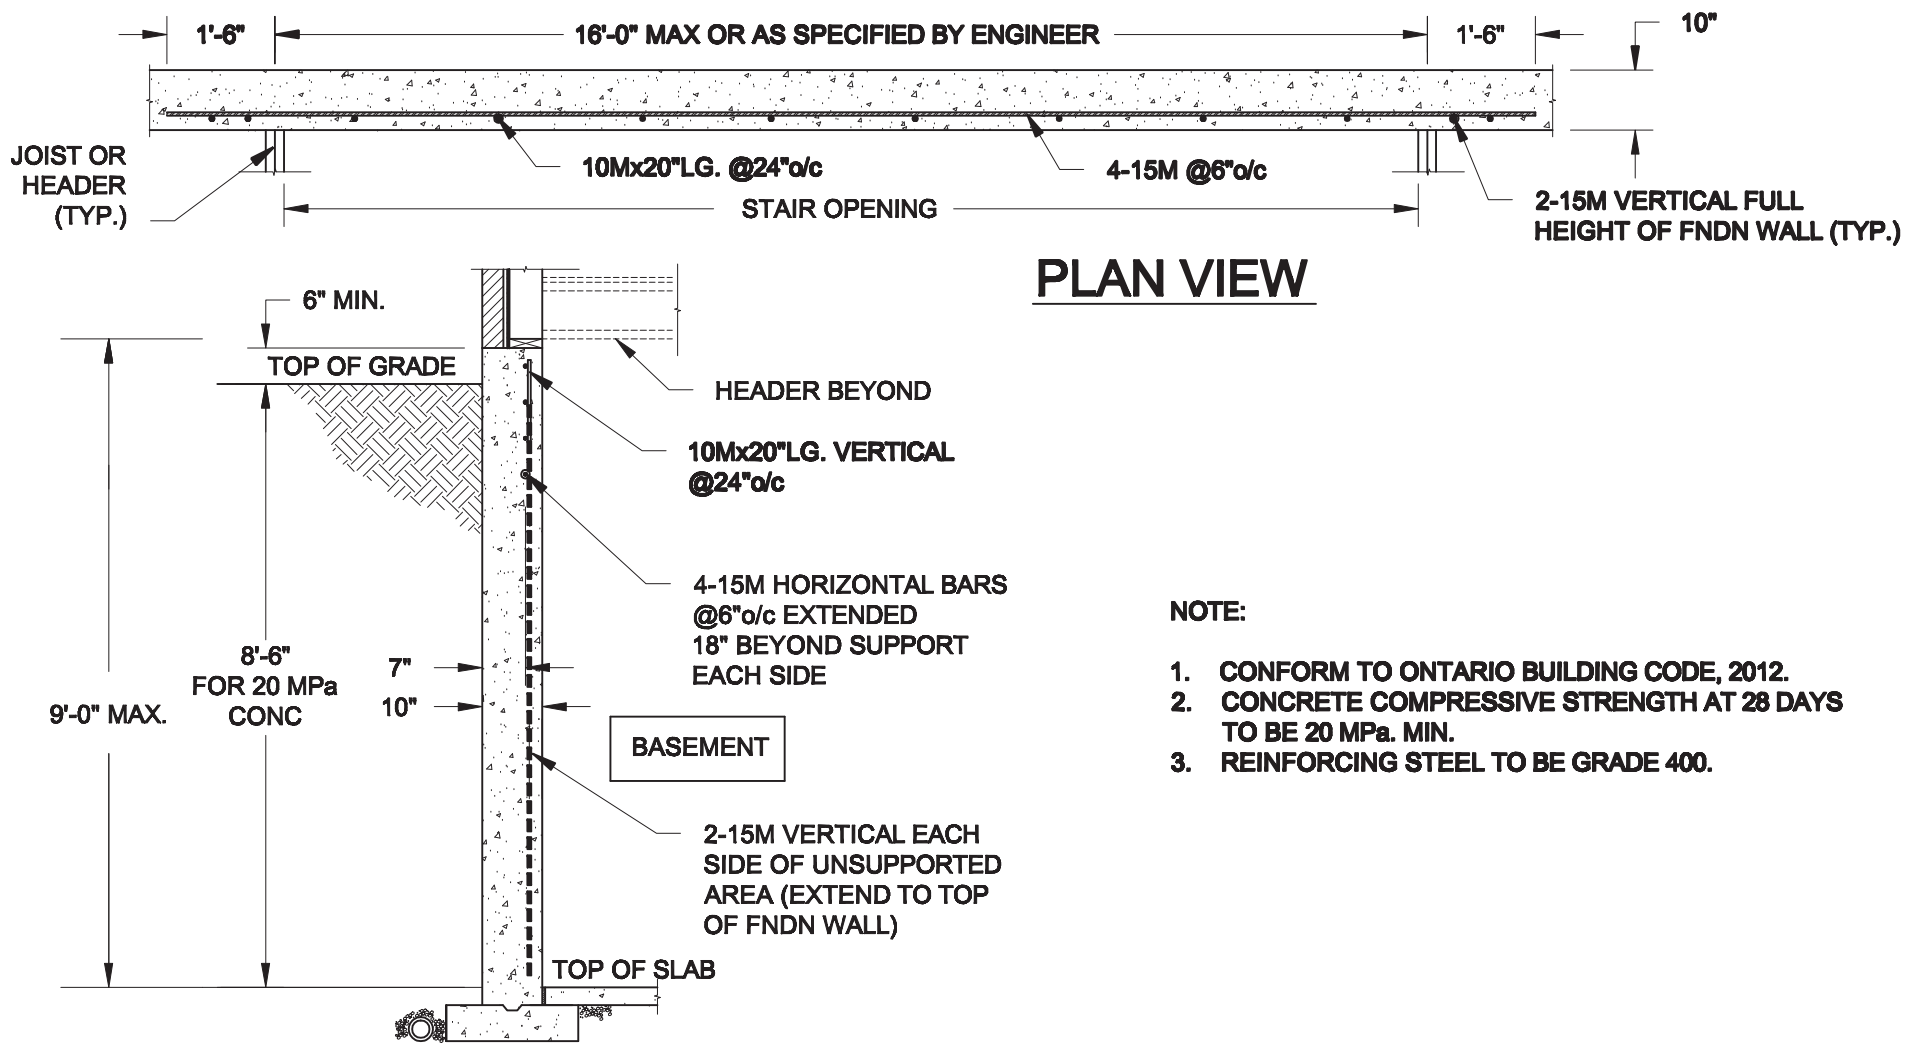 1'-6"
16'-0" MAX OR AS SPECIFIED BY ENGINEER
1'-6"
10"
JOIST OR
HEADER
(TYP.)
10Mx20"LG. @24"o/c
4-15M @6"o/c
STAIR OPENING
2-15M VERTICAL FULL
HEIGHT OF FNDN WALL (TYP.)
PLAN VIEW
6" MIN.
TOP OF GRADE
HEADER BEYOND
10Mx20"LG. VERTICAL
@24"o/c
4-15M HORIZONTAL BARS
@6"o/c EXTENDED
18" BEYOND SUPPORT
EACH SIDE
8'-6"
FOR 20 MPa
CONC
9'-0" MAX.
7"
10"
BASEMENT
2-15M VERTICAL EACH
SIDE OF UNSUPPORTED
AREA (EXTEND TO TOP
OF FNDN WALL)
TOP OF SLAB
NOTE:
1. CONFORM TO ONTARIO BUILDING CODE, 2012.
2. CONCRETE COMPRESSIVE STRENGTH AT 28 DAYS
TO BE 20 MPa. MIN.
3. REINFORCING STEEL TO BE GRADE 400.